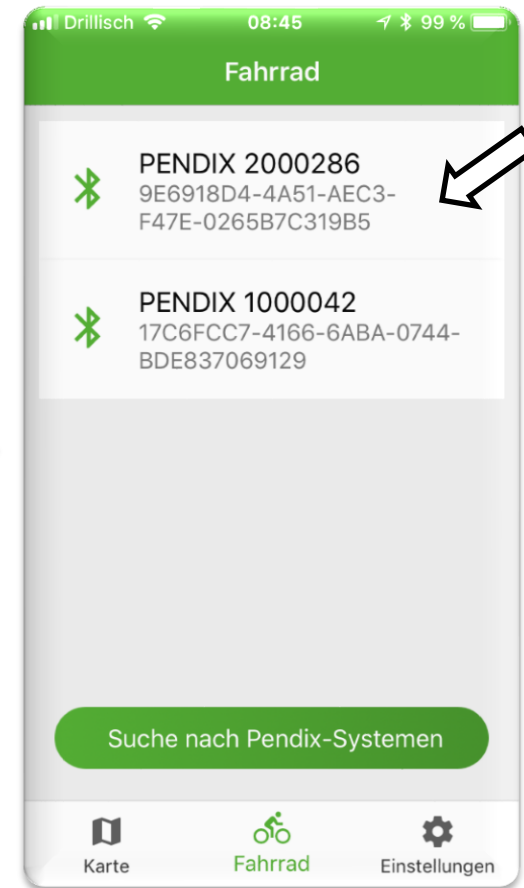 Drillisch 08:45 99 %
Fahrrad
PENDIX 2000286
9E6918D4-4A51-AEC3-
F47E-0265B7C319B5
PENDIX 1000042
17C6FCC7-4166-6ABA-0744-
BDE837069129
Suche nach Pendix-Systemen
Karte Fahrrad Einstellungen